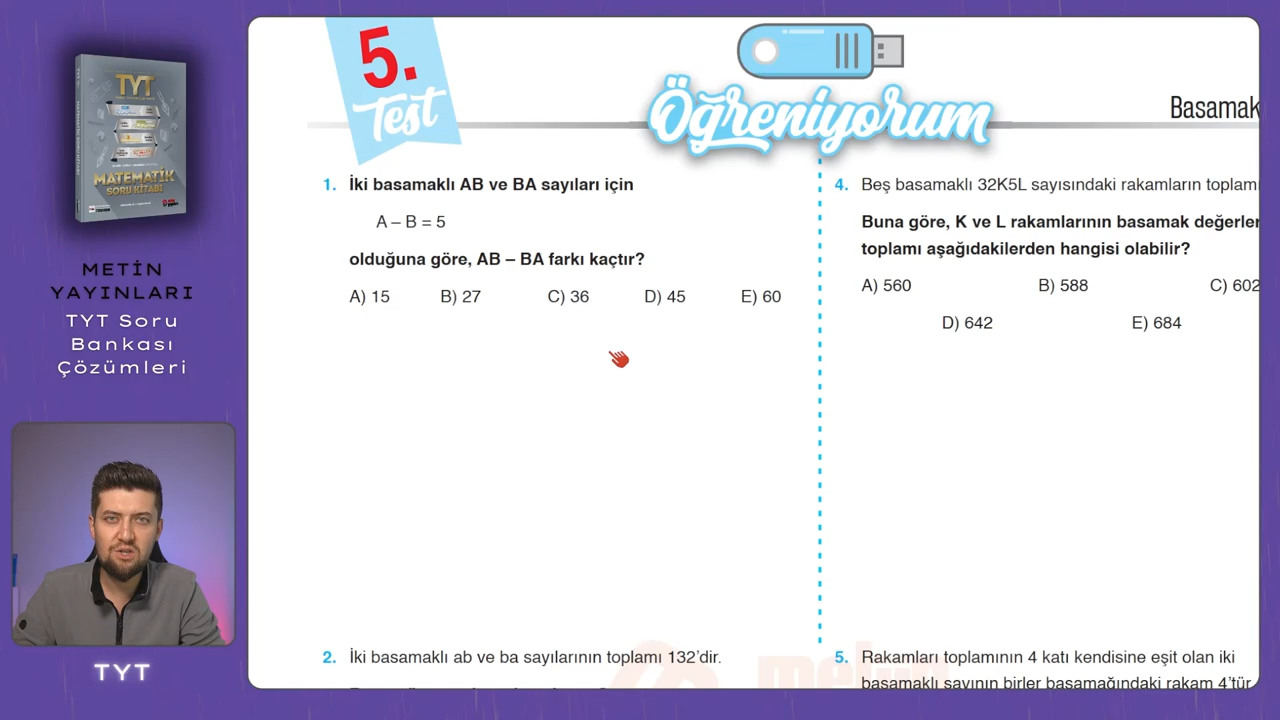 TYT
MATEMATİK
SORU KİTABI
METİN
YAYINLARI
TYT Soru
Bankası
Çözümleri
TYT
5.
Test
Öğreniyorum
Basamak
1. İki basamaklı AB ve BA sayıları için
A – B = 5
olduğuna göre, AB – BA farkı kaçtır?
A) 15 B) 27 C) 36 D) 45 E) 60
2. İki basamaklı ab ve ba sayılarının toplamı 132'dir.
4. Beş basamaklı 32K5L sayısındaki rakamların toplamı
Buna göre, K ve L rakamlarının basamak değerler
toplamı aşağıdakilerden hangisi olabilir?
A) 560 B) 588 C) 602
D) 642 E) 684
5. Rakamları toplamının 4 katı kendisine eşit olan iki
basamaklı sayının birler basamağındaki rakam 4'tür